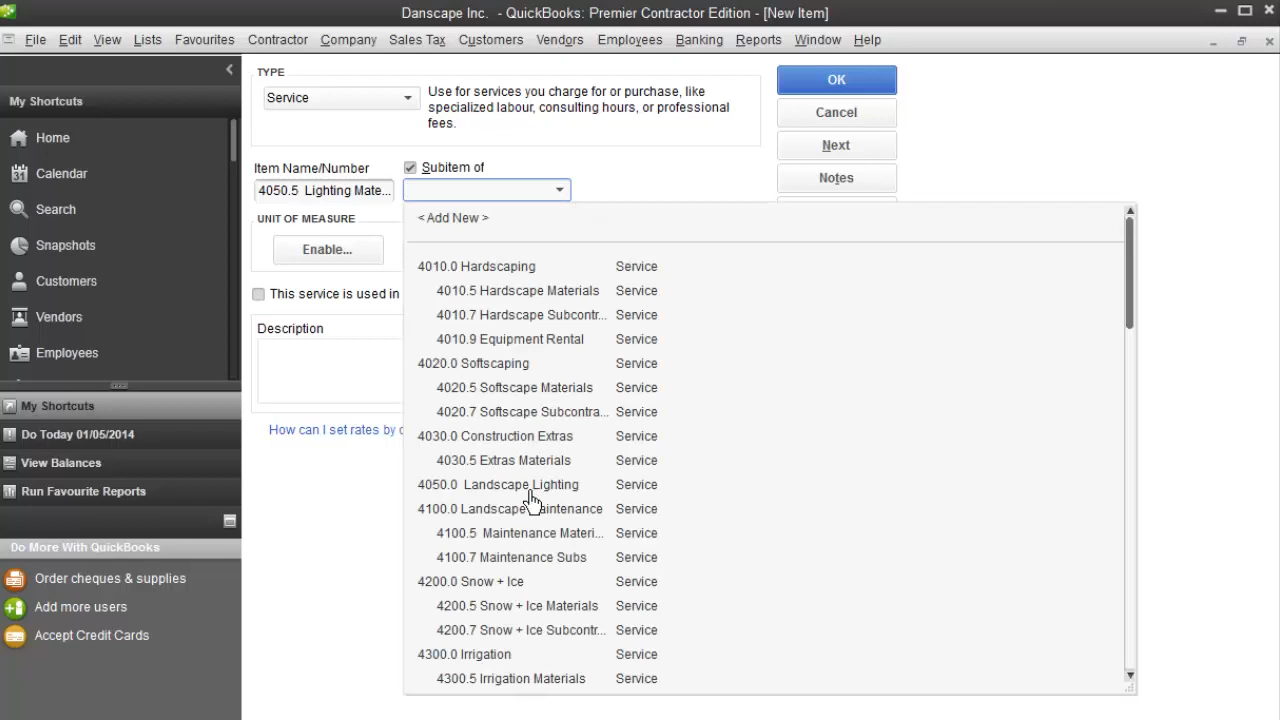 Danscape Inc. - QuickBooks: Premier Contractor Edition - [New Item]
File Edit View Lists Favourites Contractor Company Sales Tax Customers Vendors Employees Banking Reports Window Help
My Shortcuts
Home
Calendar
Search
Snapshots
Customers
Vendors
Employees
My Shortcuts
Do Today 01/05/2014
View Balances
Run Favourite Reports
Do More With QuickBooks
Order cheques & supplies
Add more users
Accept Credit Cards
TYPE
Service
Use for services you charge for or purchase, like
specialized labour, consulting hours, or professional
fees.
OK
Cancel
Next
Notes
Item Name/Number
Subitem of
4050.5 Lighting Mate...
UNIT OF MEASURE
Enable...
This service is used in
Description
How can I set rates by c
< Add New >
4010.0 Hardscaping Service
4010.5 Hardscape Materials Service
4010.7 Hardscape Subcontr... Service
4010.9 Equipment Rental Service
4020.0 Softscaping Service
4020.5 Softscape Materials Service
4020.7 Softscape Subcontra... Service
4030.0 Construction Extras Service
4030.5 Extras Materials Service
4050.0 Landscape Lighting Service
4100.0 Landscape Maintenance Service
4100.5 Maintenance Materi... Service
4100.7 Maintenance Subs Service
4200.0 Snow + Ice Service
4200.5 Snow + Ice Materials Service
4200.7 Snow + Ice Subcontr... Service
4300.0 Irrigation Service
4300.5 Irrigation Materials Service